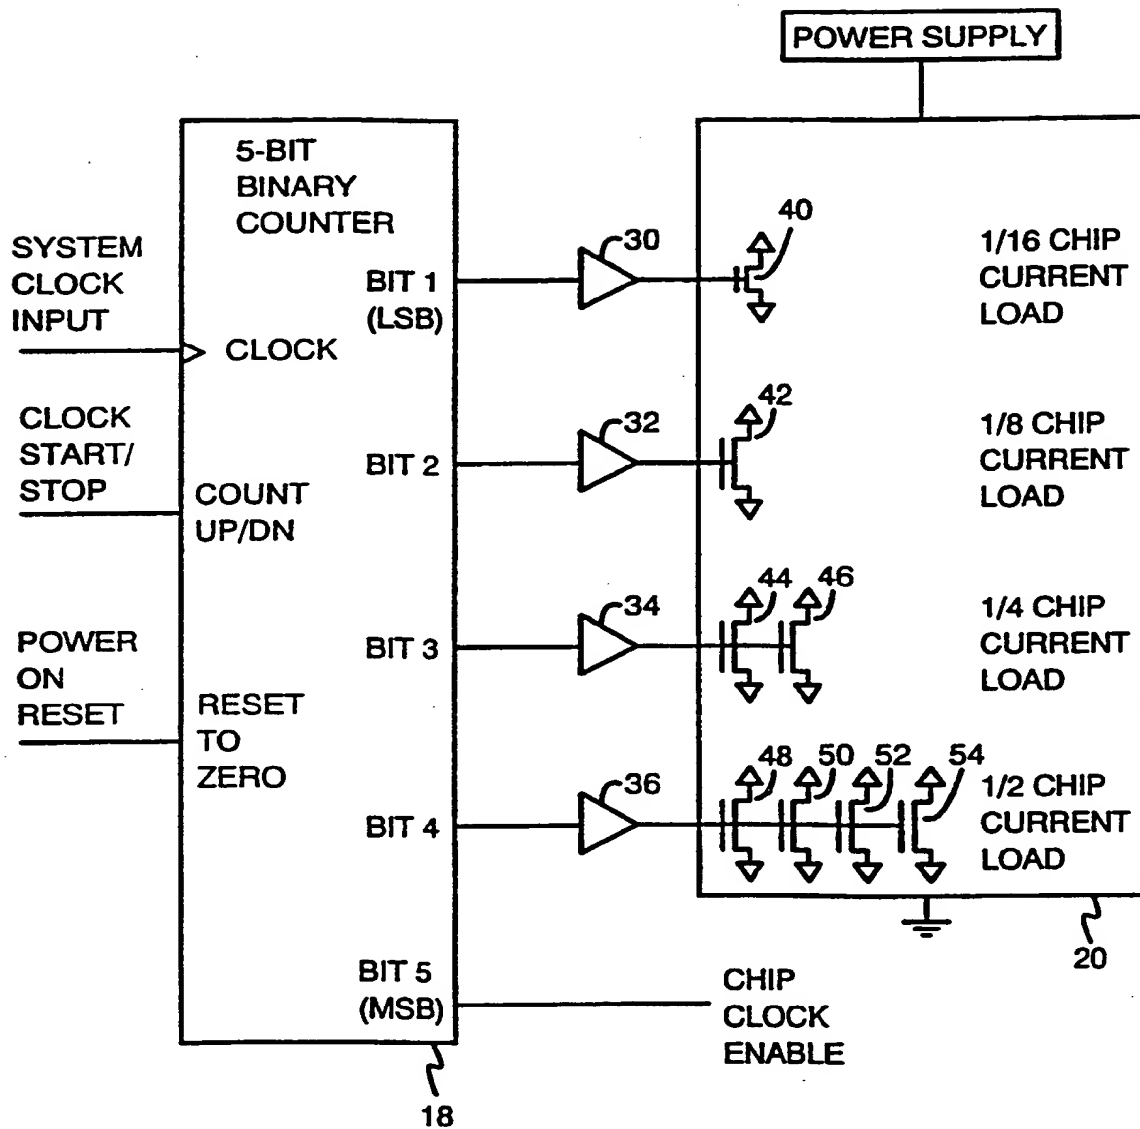 POWER SUPPLY
5-BIT
BINARY
COUNTER
SYSTEM
CLOCK
INPUT
CLOCK
CLOCK
START/
STOP
COUNT
UP/DN
POWER
ON
RESET
RESET
TO
ZERO
BIT 1
(LSB)
BIT 2
BIT 3
BIT 4
BIT 5
(MSB)
30
32
34
36
40
1/16 CHIP
CURRENT
LOAD
42
1/8 CHIP
CURRENT
LOAD
44
46
1/4 CHIP
CURRENT
LOAD
48
50
52
54
1/2 CHIP
CURRENT
LOAD
20
CHIP
CLOCK
ENABLE
18